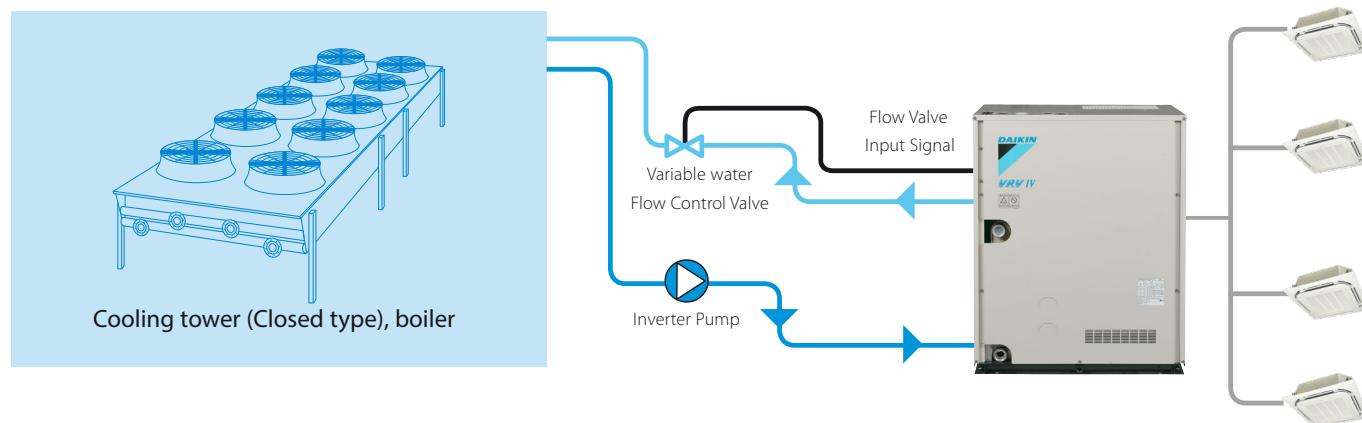 Cooling tower (Closed type), boiler
Variable water
Flow Control Valve
Inverter Pump
Flow Valve
Input Signal
DAIKIN
VRV IV